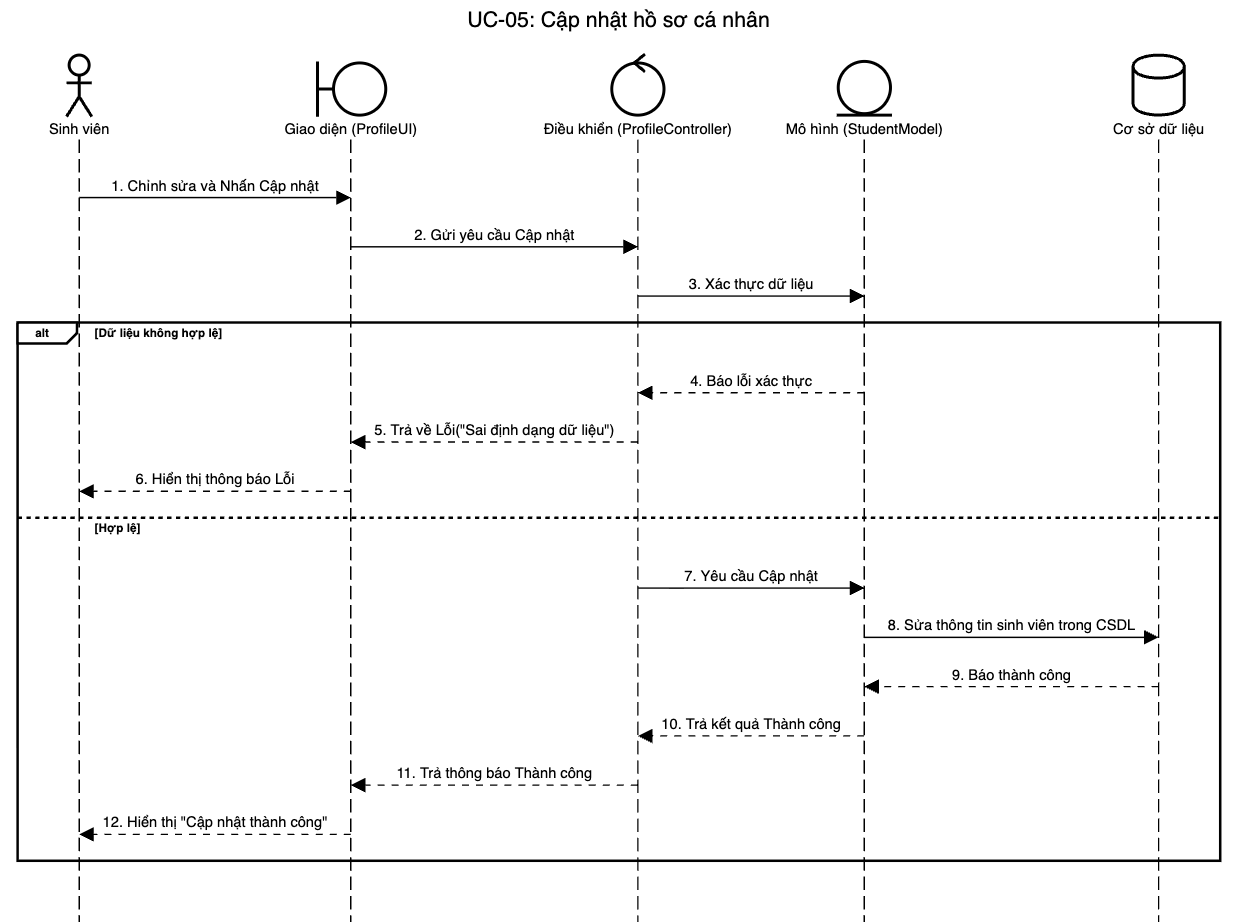 UC-05: Cập nhật hồ sơ cá nhân
Sinh viên
Giao diện (ProfileUI)
Điều khiển (ProfileController)
Mô hình (StudentModel)
Cơ sở dữ liệu
1. Chỉnh sửa và Nhấn Cập nhật
2. Gửi yêu cầu Cập nhật
3. Xác thực dữ liệu
alt
[Dữ liệu không hợp lệ]
4. Báo lỗi xác thực
5. Trả về Lỗi("Sai định dạng dữ liệu")
6. Hiển thị thông báo Lỗi
[Hợp lệ]
7. Yêu cầu Cập nhật
8. Sửa thông tin sinh viên trong CSDL
9. Báo thành công
10. Trả kết quả Thành công
11. Trả thông báo Thành công
12. Hiển thị "Cập nhật thành công"